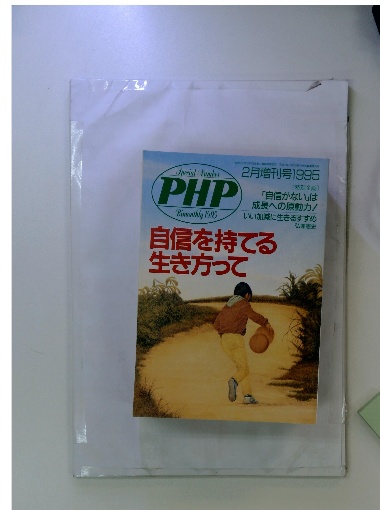 Special Number
PHP
Bimonthly 1995
2月増刊号1995
「自信がない」は
成長への原動力!
いい加減に生きるすすめ
自信を持てる
生き方って